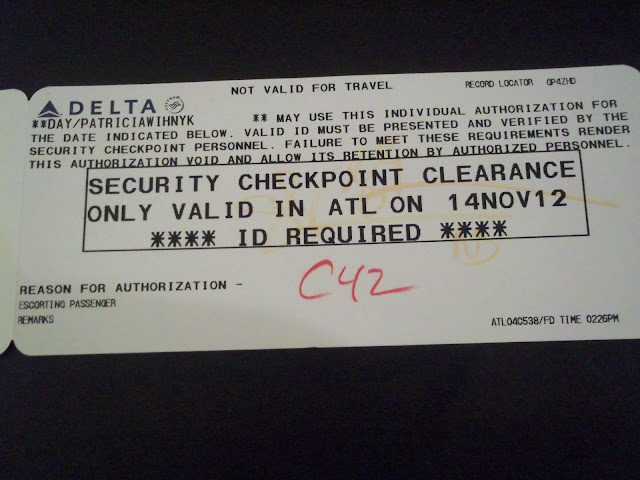 NOT VALID FOR TRAVEL
RECORD LOCATOR GP4ZHD
DELTA
**DAY/PATRICIAWIHNYK ** MAY USE THIS INDIVIDUAL AUTHORIZATION FOR
THE DATE INDICATED BELOW. VALID ID MUST BE PRESENTED AND VERIFIED BY THE
SECURITY CHECKPOINT PERSONNEL. FAILURE TO MEET THESE REQUIREMENTS RENDER
THIS AUTHORIZATION VOID AND ALLOW ITS RETENTION BY AUTHORIZED PERSONNEL.
SECURITY CHECKPOINT CLEARANCE
ONLY VALID IN ATL ON 14NOV12
**** ID REQUIRED ****
REASON FOR AUTHORIZATION -
C42
ESCORTING PASSENGER
REMARKS
ATL04C538/FD TIME 0226PM